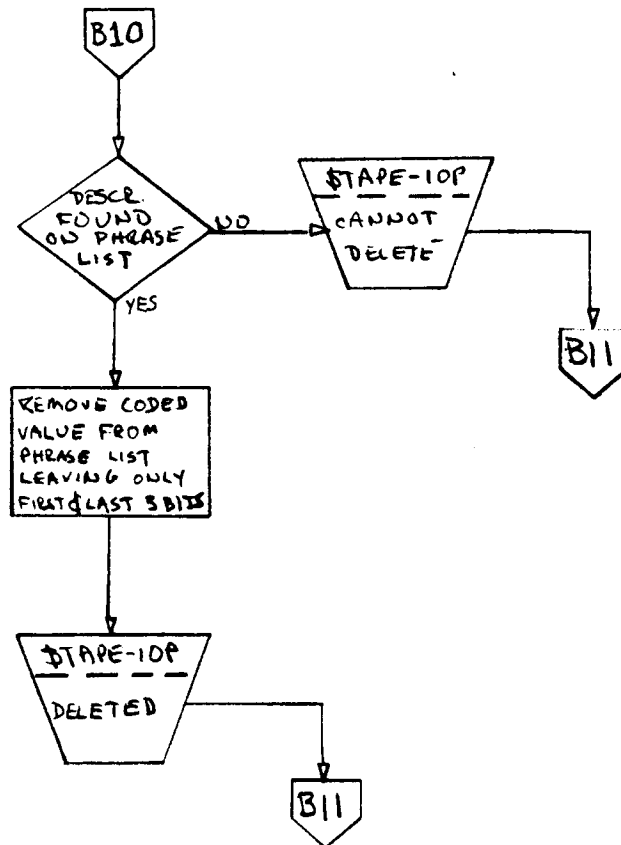 B10
DESCR.
FOUND
ON PHRASE
LIST
NO
YES
$TAPE-IOP
CANNOT
DELETE
B11
REMOVE CODED
VALUE FROM
PHRASE LIST
LEAVING ONLY
FIRST & LAST 3 BITS
$TAPE-IOP
DELETED
B11